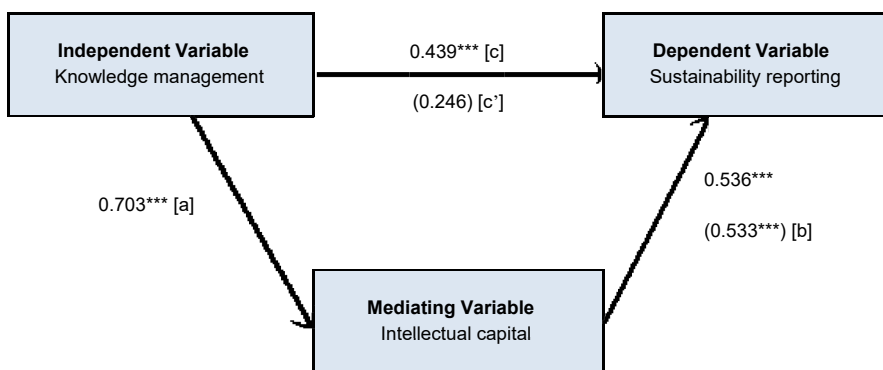 Independent Variable
Knowledge management
0.439*** [c]
(0.246) [c’]
Dependent Variable
Sustainability reporting
0.703*** [a]
0.536***
(0.533***) [b]
Mediating Variable
Intellectual capital